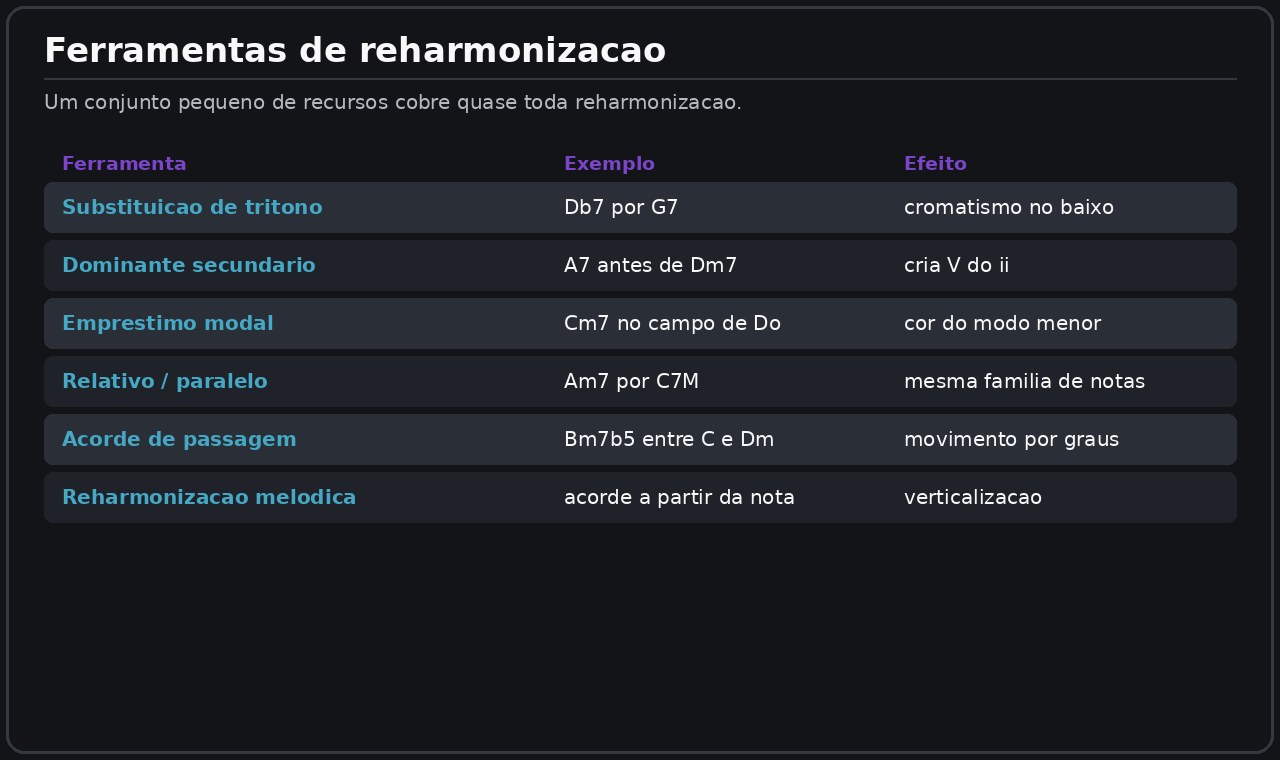 Ferramentas de reharmonizacao
Um conjunto pequeno de recursos cobre quase toda reharmonizacao.
Ferramenta Exemplo Efeito
Substituicao de tritono Db7 por G7 cromatismo no baixo
Dominante secundario A7 antes de Dm7 cria V do ii
Emprestimo modal Cm7 no campo de Do cor do modo menor
Relativo / paralelo Am7 por C7M mesma familia de notas
Acorde de passagem Bm7b5 entre C e Dm movimento por graus
Reharmonizacao melodica acorde a partir da nota verticalizacao